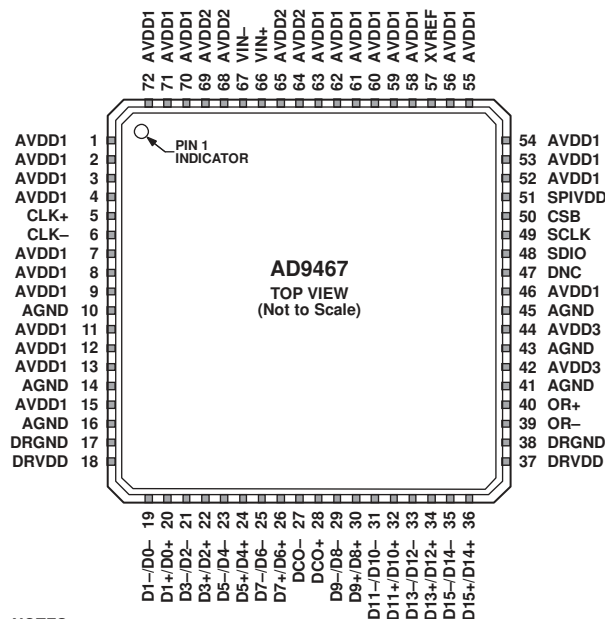 72 AVDD1
71 AVDD1
70 AVDD1
69 AVDD2
68 AVDD2
67 VIN–
66 VIN+
65 AVDD2
64 AVDD2
63 AVDD1
62 AVDD1
61 AVDD1
60 AVDD1
59 AVDD1
58 AVDD1
57 XVREF
56 AVDD1
55 AVDD1
PIN 1
INDICATOR
AVDD1 1
AVDD1 2
AVDD1 3
AVDD1 4
CLK+ 5
CLK– 6
AVDD1 7
AVDD1 8
AVDD1 9
AGND 10
AVDD1 11
AVDD1 12
AVDD1 13
AGND 14
AVDD1 15
AGND 16
DRGND 17
DRVDD 18
AD9467
TOP VIEW
(Not to Scale)
54 AVDD1
53 AVDD1
52 AVDD1
51 SPIVDD
50 CSB
49 SCLK
48 SDIO
47 DNC
46 AVDD1
45 AGND
44 AVDD3
43 AGND
42 AVDD3
41 AGND
40 OR+
39 OR–
38 DRGND
37 DRVDD
D1–/D0– 19
D1+/D0+ 20
D3–/D2– 21
D3+/D2+ 22
D5–/D4– 23
D5+/D4+ 24
D7–/D6– 25
D7+/D6+ 26
DCO– 27
DCO+ 28
D9–/D8– 29
D9+/D8+ 30
D11–/D10– 31
D11+/D10+ 32
D13–/D12– 33
D13+/D12+ 34
D15–/D14– 35
D15+/D14+ 36